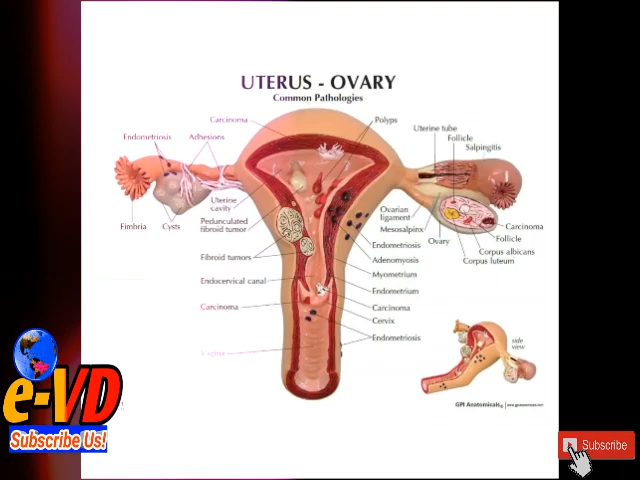 UTERUS - OVARY
Common Pathologies
Carcinoma
Polyps
Uterine tube
Follicle
Salpingitis
Endometriosis
Adhesions
Fimbria
Cysts
Uterine
cavity
Pedunculated
fibroid tumor
Fibroid tumors
Endocervical canal
Carcinoma
Ovarian
ligament
Mesosalpinx
Ovary
Endometriosis
Adenomyosis
Myometrium
Endometrium
Carcinoma
Cervix
Endometriosis
Carcinoma
Follicle
Corpus albicans
Corpus luteum
side
view
GPI Anatomicals
e-VD
Subscribe Us!
Subscribe